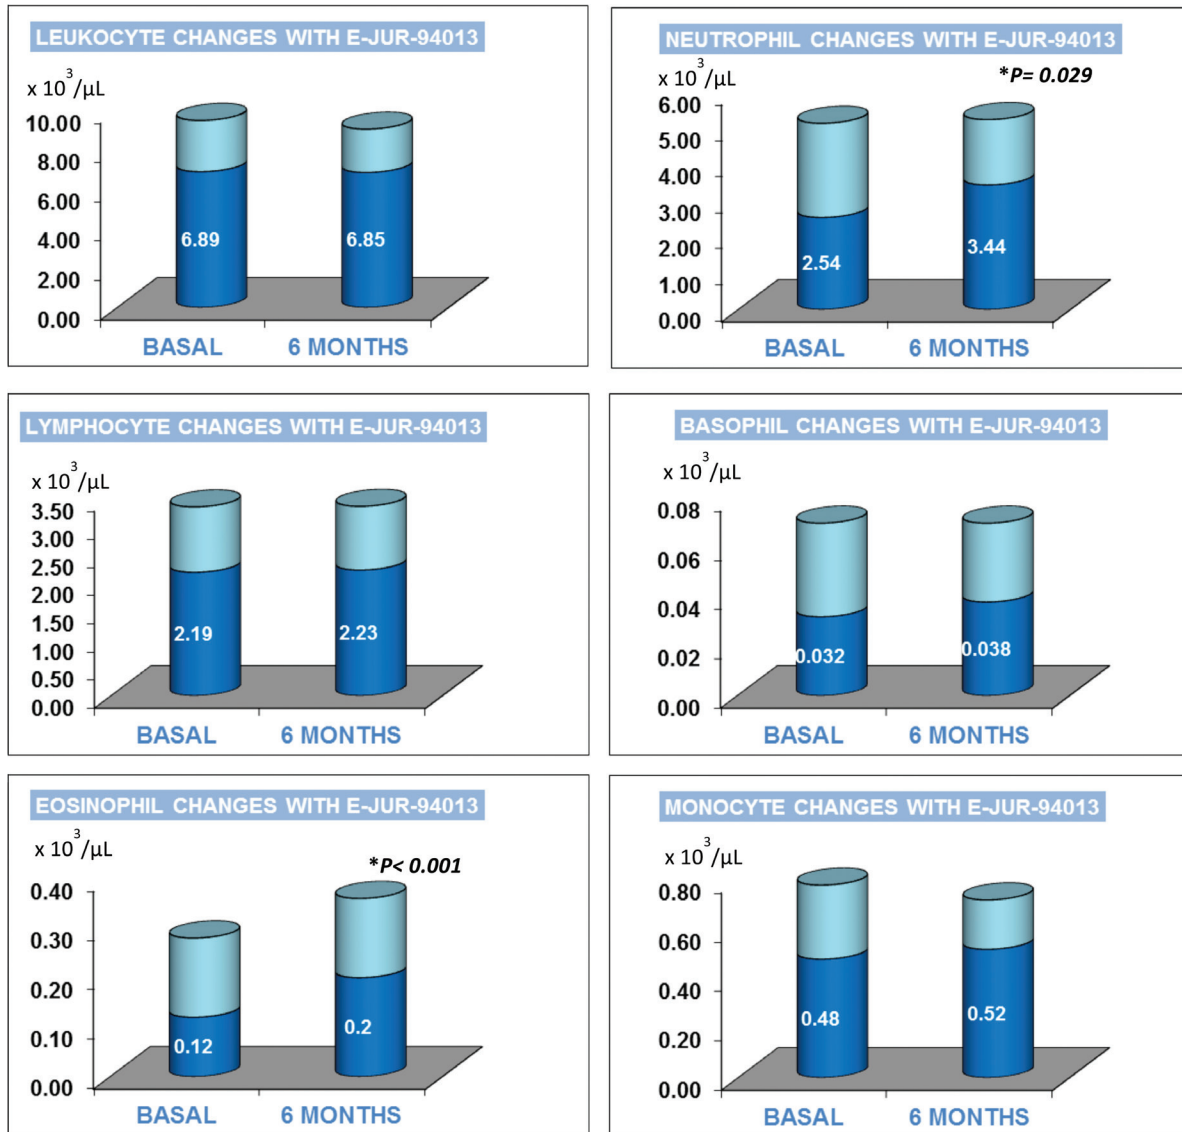 LEUKOCYTE CHANGES WITH E-JUR-94013
x 10³/µL
10.00
8.00
6.00
4.00
2.00
0.00
6.89
6.85
BASAL 6 MONTHS
NEUTROPHIL CHANGES WITH E-JUR-94013
*P= 0.029
x 10³/µL
6.00
5.00
4.00
3.00
2.00
1.00
0.00
2.54
3.44
BASAL 6 MONTHS
LYMPHOCYTE CHANGES WITH E-JUR-94013
x 10³/µL
3.50
3.00
2.50
2.00
1.50
1.00
0.50
0.00
2.19
2.23
BASAL 6 MONTHS
BASOPHIL CHANGES WITH E-JUR-94013
x 10³/µL
0.08
0.06
0.04
0.02
0.00
0.032
0.038
BASAL 6 MONTHS
EOSINOPHIL CHANGES WITH E-JUR-94013
x 10³/µL
*P< 0.001
0.40
0.30
0.20
0.10
0.00
0.12
0.2
BASAL 6 MONTHS
MONOCYTE CHANGES WITH E-JUR-94013
x 10³/µL
0.80
0.60
0.40
0.20
0.00
0.48
0.52
BASAL 6 MONTHS